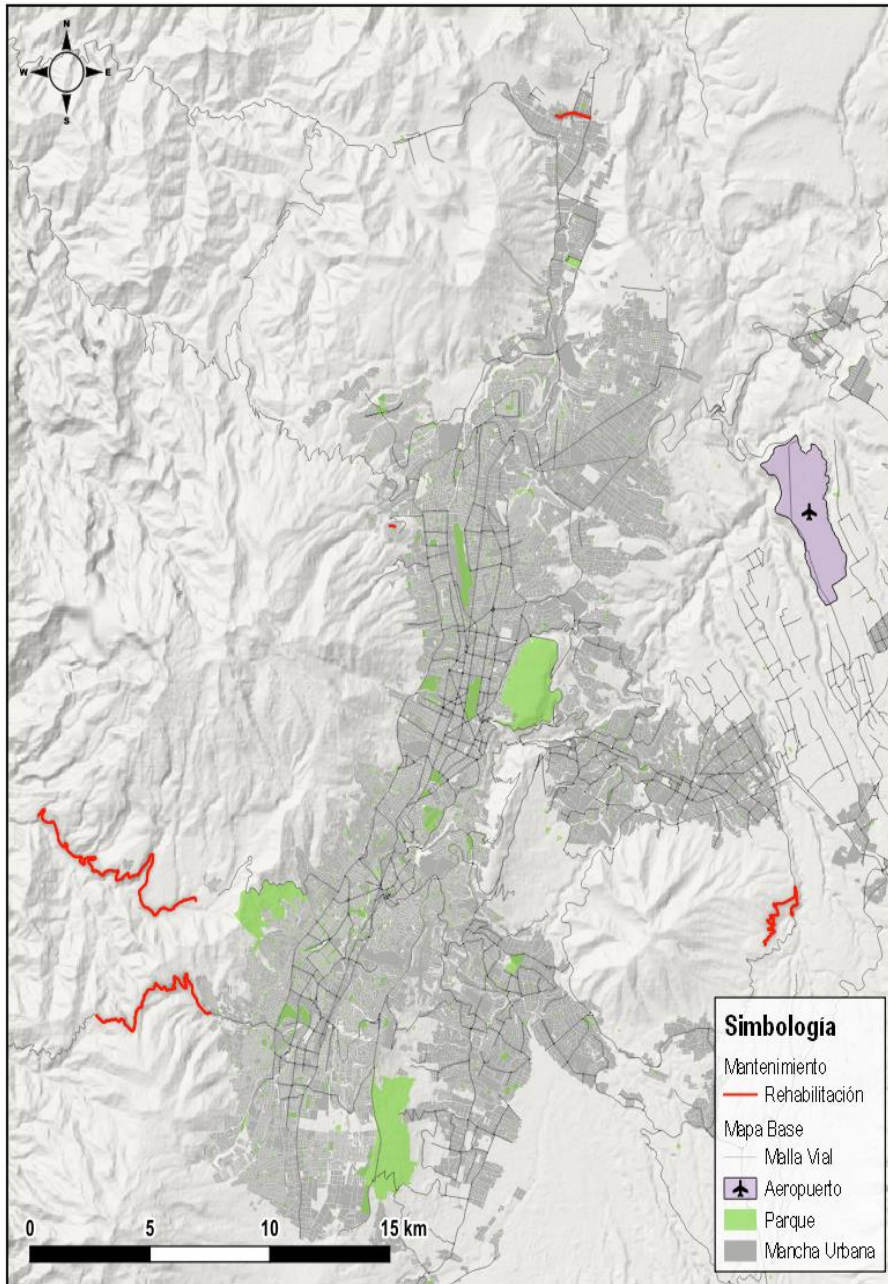 N
W E
S
Simbología
Mantenimiento
Rehabilitación
Mapa Base
Malla Vial
Aeropuerto
Parque
Mancha Urbana
0 5 10 15 km